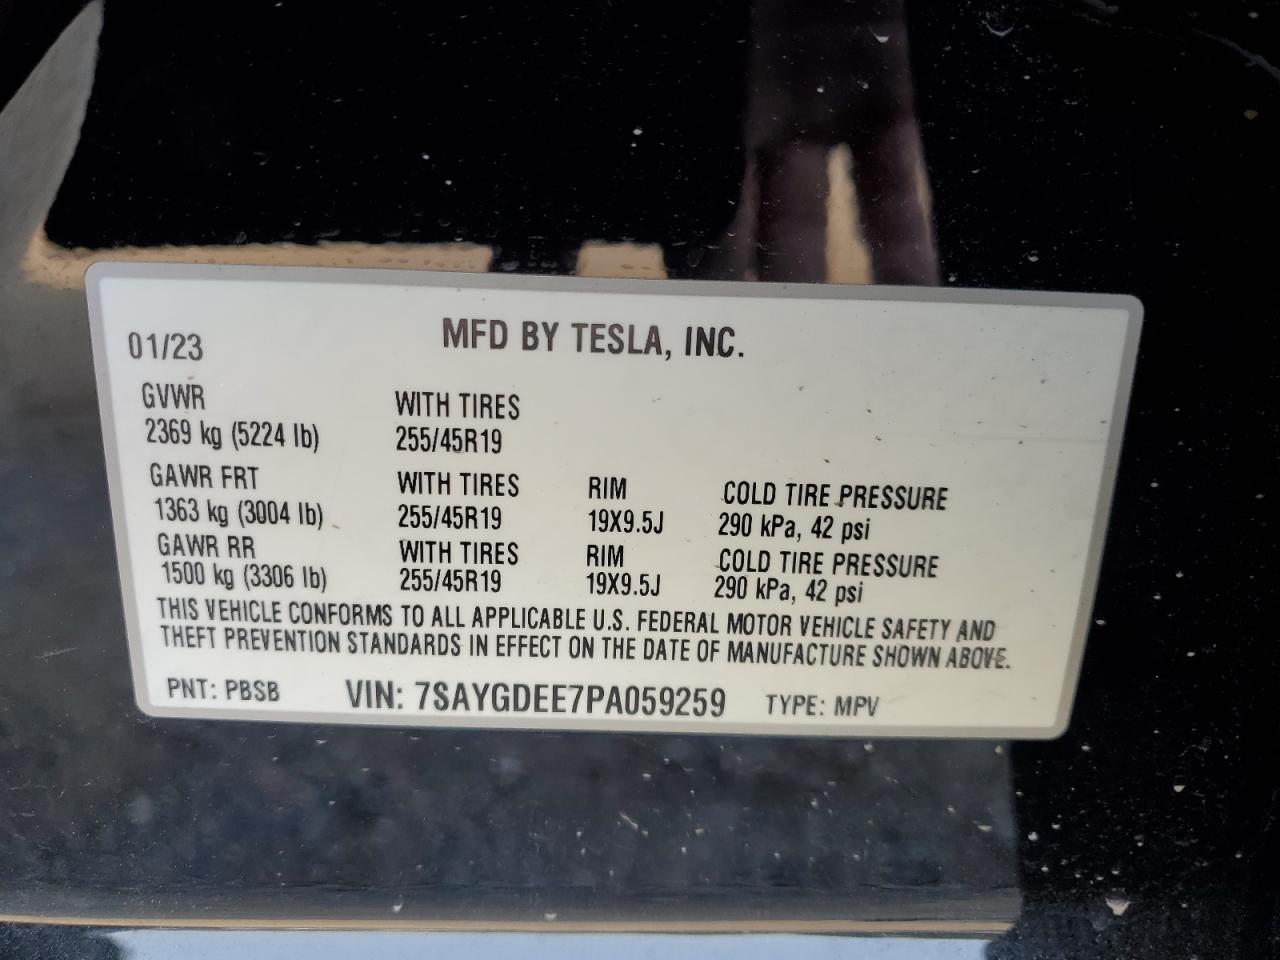 MFD BY TESLA, INC.
01/23
GVWR WITH TIRES
2369 kg (5224 lb) 255/45R19
GAWR FRT WITH TIRES RIM COLD TIRE PRESSURE
1363 kg (3004 lb) 255/45R19 19X9.5J 290 kPa, 42 psi
GAWR RR WITH TIRES RIM COLD TIRE PRESSURE
1500 kg (3306 lb) 255/45R19 19X9.5J 290 kPa, 42 psi
THIS VEHICLE CONFORMS TO ALL APPLICABLE U.S. FEDERAL MOTOR VEHICLE SAFETY AND
THEFT PREVENTION STANDARDS IN EFFECT ON THE DATE OF MANUFACTURE SHOWN ABOVE.
PNT: PBSB VIN: 7SAYGDEE7PA059259 TYPE: MPV